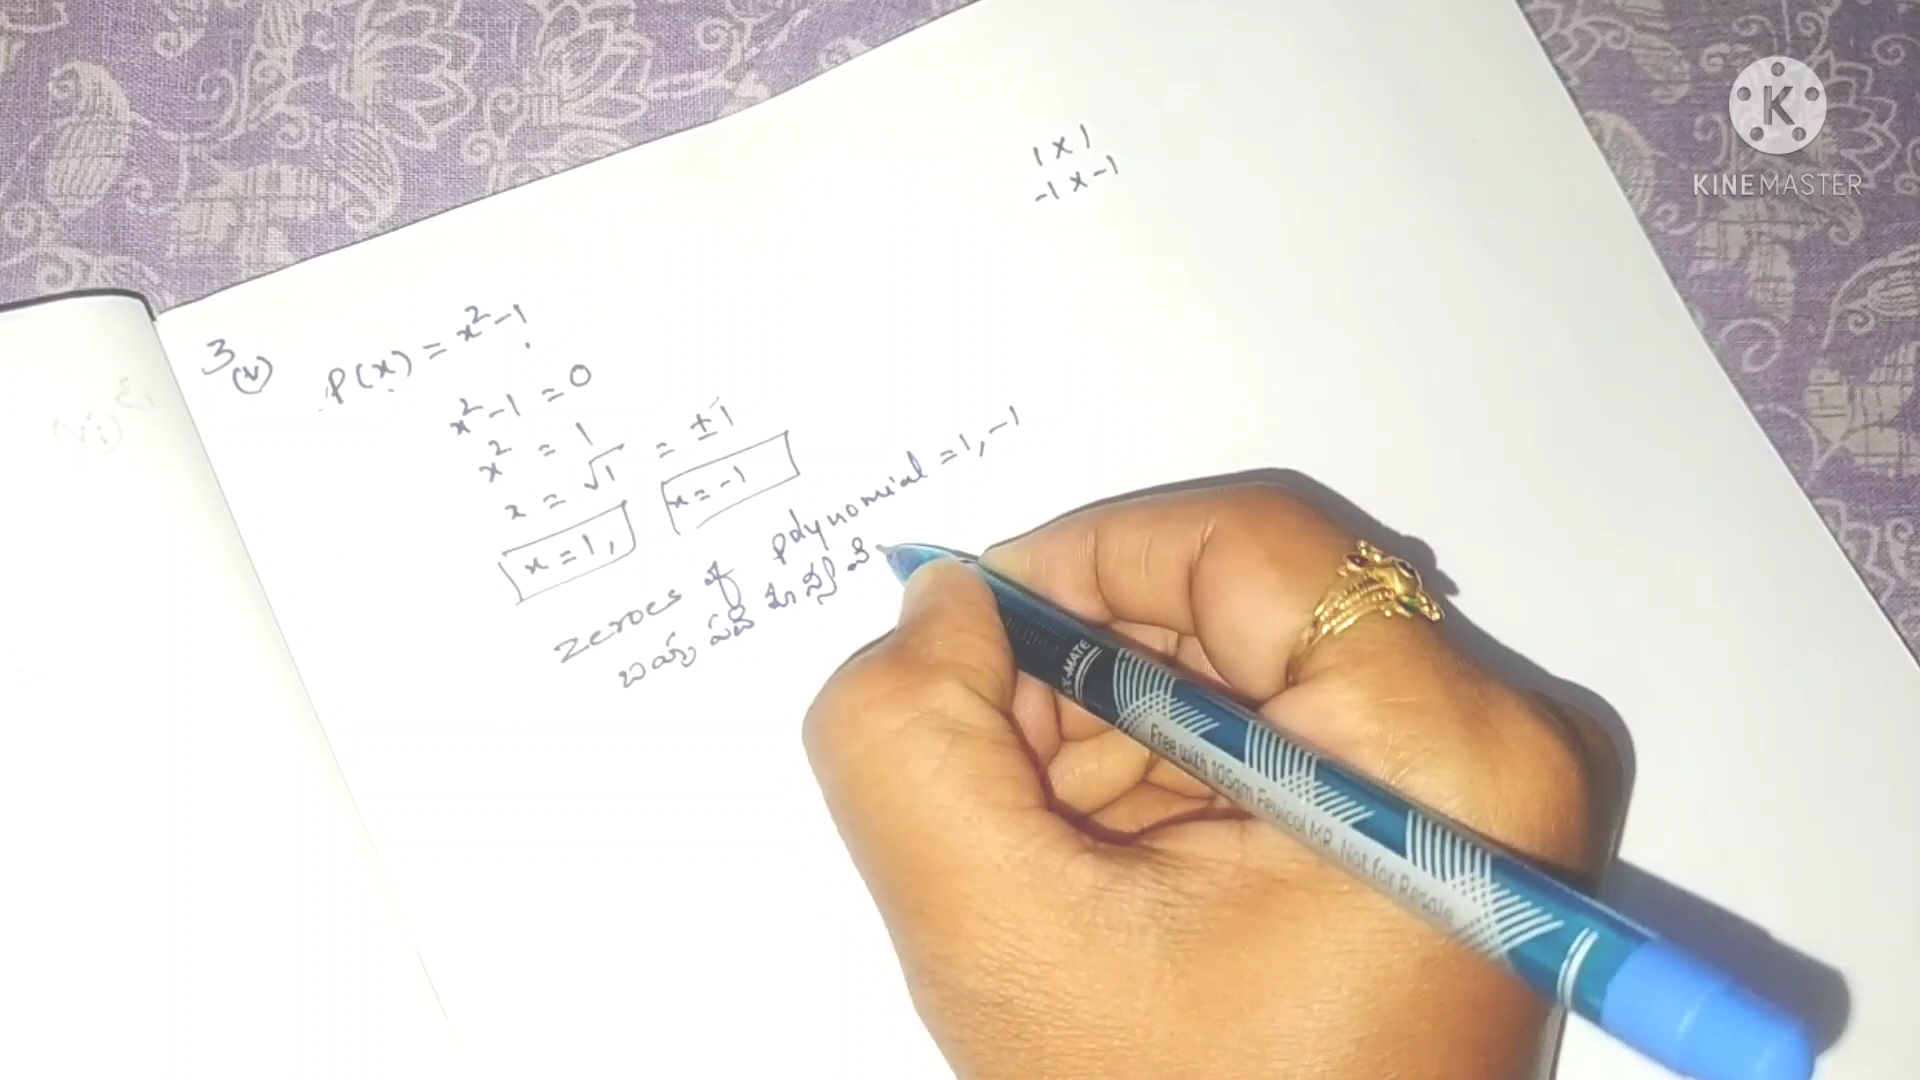 1 x 1
-1 x -1
3 (v) P(x) = x² - 1
x² - 1 = 0
x² = 1
x = √1 = ±1
x = 1, x = -1
zeroes of polynomial = 1, -1
K
KINEMASTER
Free with 105gm Fevicol MR. Not for Resale